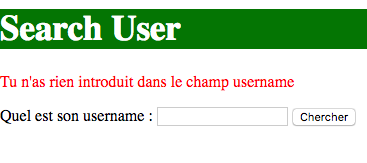 Search User
Tu n'as rien introduit dans le champ username
Quel est son username : Chercher